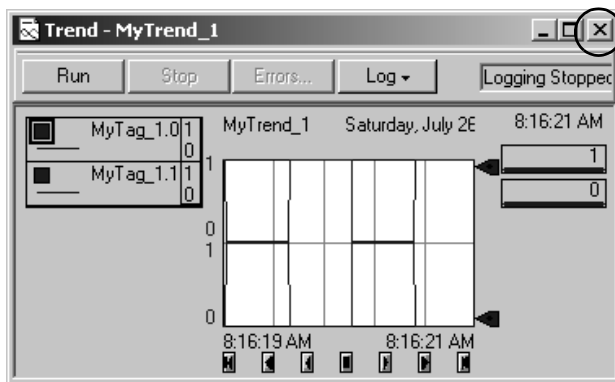 Trend - MyTrend_1
Run Stop Errors... Log Logging Stopped
MyTag_1.0 1
0
MyTag_1.1 1
0
MyTrend_1 Saturday, July 26 8:16:21 AM
1
0
1
0
1
0
8:16:19 AM 8:16:21 AM